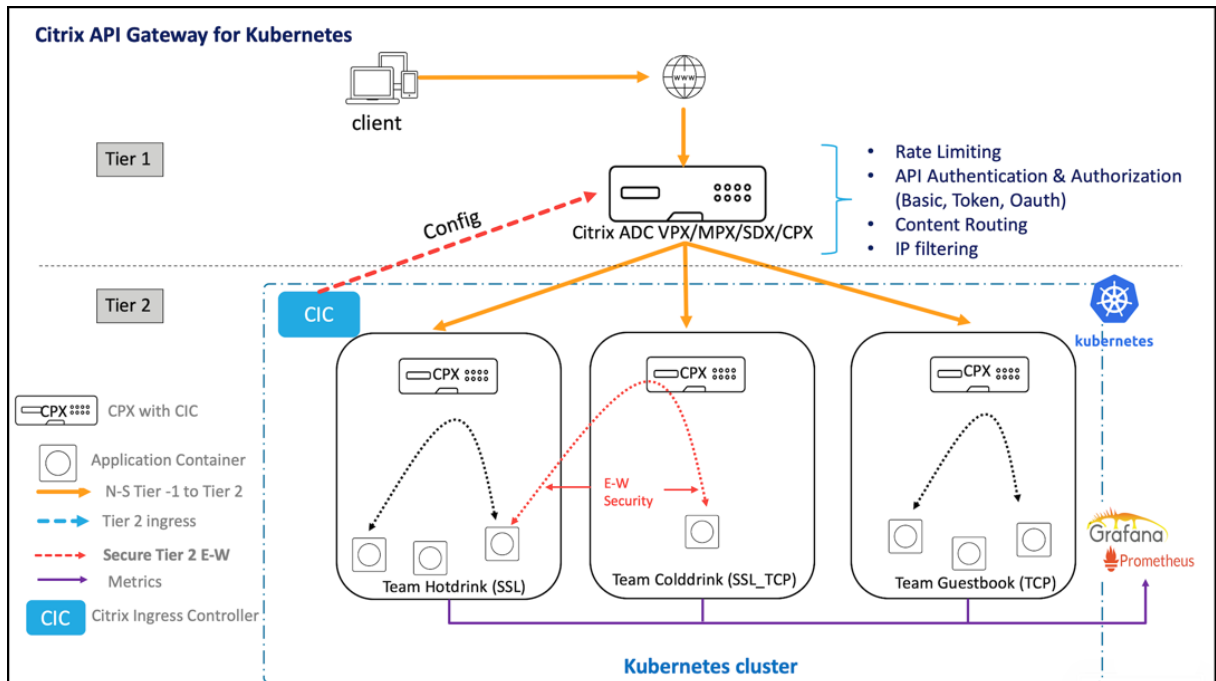 Citrix API Gateway for Kubernetes
www
client
Tier 1
• Rate Limiting
• API Authentication & Authorization
(Basic, Token, Oauth)
• Content Routing
• IP filtering
Config
Citrix ADC VPX/MPX/SDX/CPX
Tier 2
CIC
kubernetes
CPX
CPX
CPX
CPX
CPX with CIC
Application Container
N-S Tier -1 to Tier 2
Tier 2 ingress
Secure Tier 2 E-W
Metrics
CIC
Citrix Ingress Controller
E-W
Security
Team Hotdrink (SSL)
Team Colddrink (SSL_TCP)
Team Guestbook (TCP)
Grafana
Prometheus
Kubernetes cluster